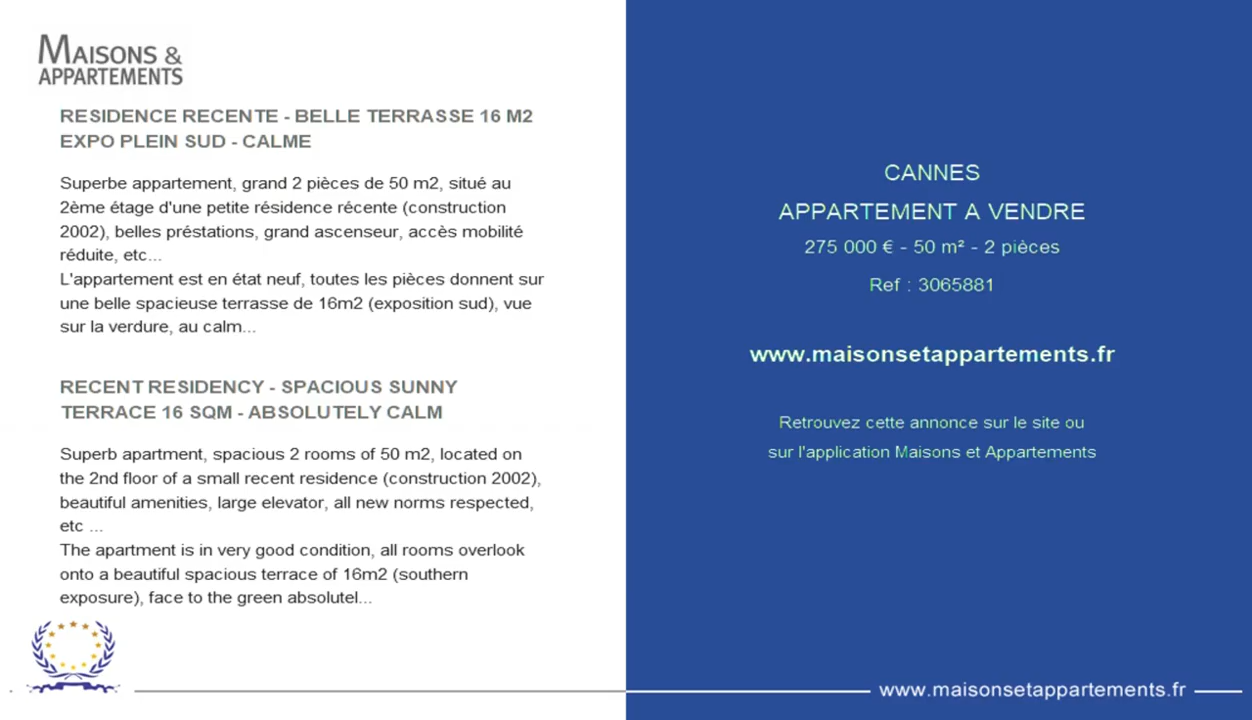 MAISONS &
APPARTEMENTS
RESIDENCE RECENTE - BELLE TERRASSE 16 M2
EXPO PLEIN SUD - CALME
Superbe appartement, grand 2 pièces de 50 m2, situé au
2ème étage d'une petite résidence récente (construction
2002), belles préstations, grand ascenseur, accès mobilité
réduite, etc...
L'appartement est en état neuf, toutes les pièces donnent sur
une belle spacieuse terrasse de 16m2 (exposition sud), vue
sur la verdure, au calm...
RECENT RESIDENCY - SPACIOUS SUNNY
TERRACE 16 SQM - ABSOLUTELY CALM
Superb apartment, spacious 2 rooms of 50 m2, located on
the 2nd floor of a small recent residence (construction 2002),
beautiful amenities, large elevator, all new norms respected,
etc ...
The apartment is in very good condition, all rooms overlook
onto a beautiful spacious terrace of 16m2 (southern
exposure), face to the green absolutel...
CANNES
APPARTEMENT A VENDRE
275 000 € - 50 m² - 2 pièces
Ref : 3065881
www.maisonsetappartements.fr
Retrouvez cette annonce sur le site ou
sur l'application Maisons et Appartements
www.maisonsetappartements.fr